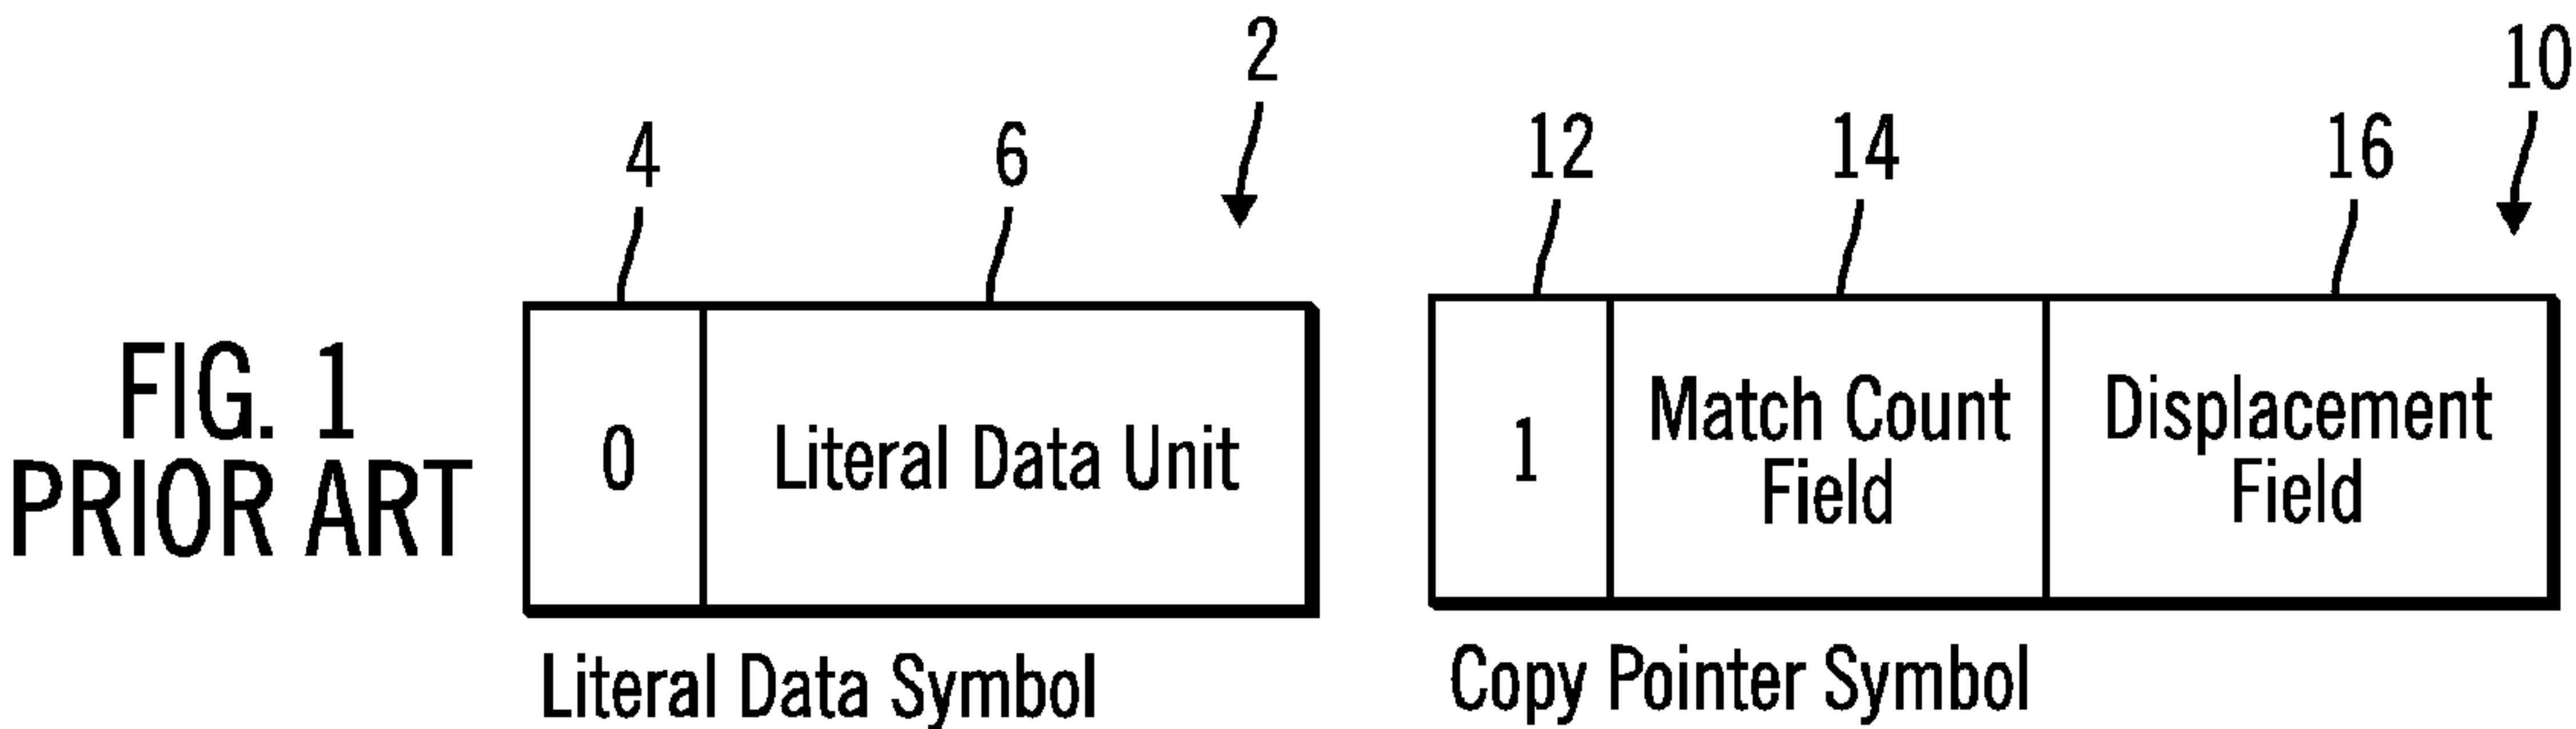 2
10
4
6
12
14
16
FIG. 1
PRIOR ART
0
Literal Data Unit
1
Match Count
Field
Displacement
Field
Literal Data Symbol
Copy Pointer Symbol